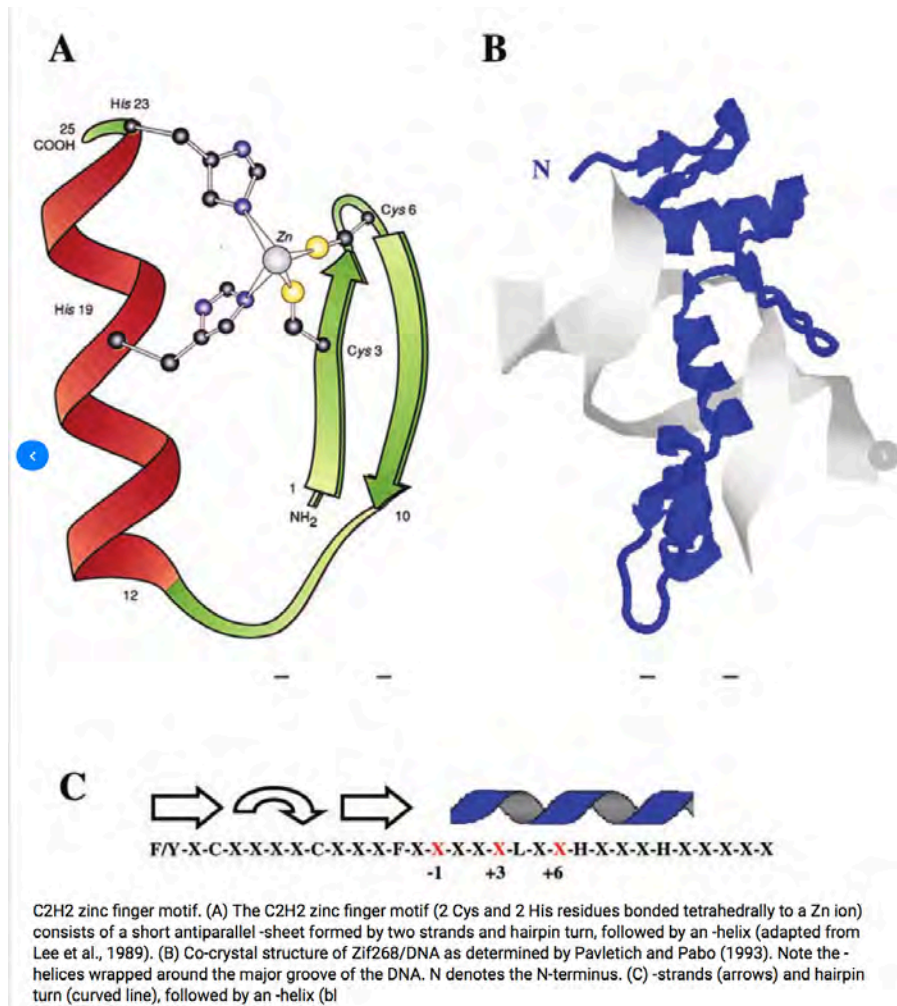 A
B
His 23
25
COOH
N
Cys 6
Zn
His 19
Cys 3
1
NH2
10
12
C
F/Y-X-C-X-X-X-X-C-X-X-X-F-X-X-X-X-X-L-X-X-H-X-X-X-H-X-X-X-X-X
-1 +3 +6
C2H2 zinc finger motif. (A) The C2H2 zinc finger motif (2 Cys and 2 His residues bonded tetrahedrally to a Zn ion)
consists of a short antiparallel -sheet formed by two strands and hairpin turn, followed by an -helix (adapted from
Lee et al., 1989). (B) Co-crystal structure of Zif268/DNA as determined by Pavletich and Pabo (1993). Note the -
helices wrapped around the major groove of the DNA. N denotes the N-terminus. (C) -strands (arrows) and hairpin
turn (curved line), followed by an -helix (bl